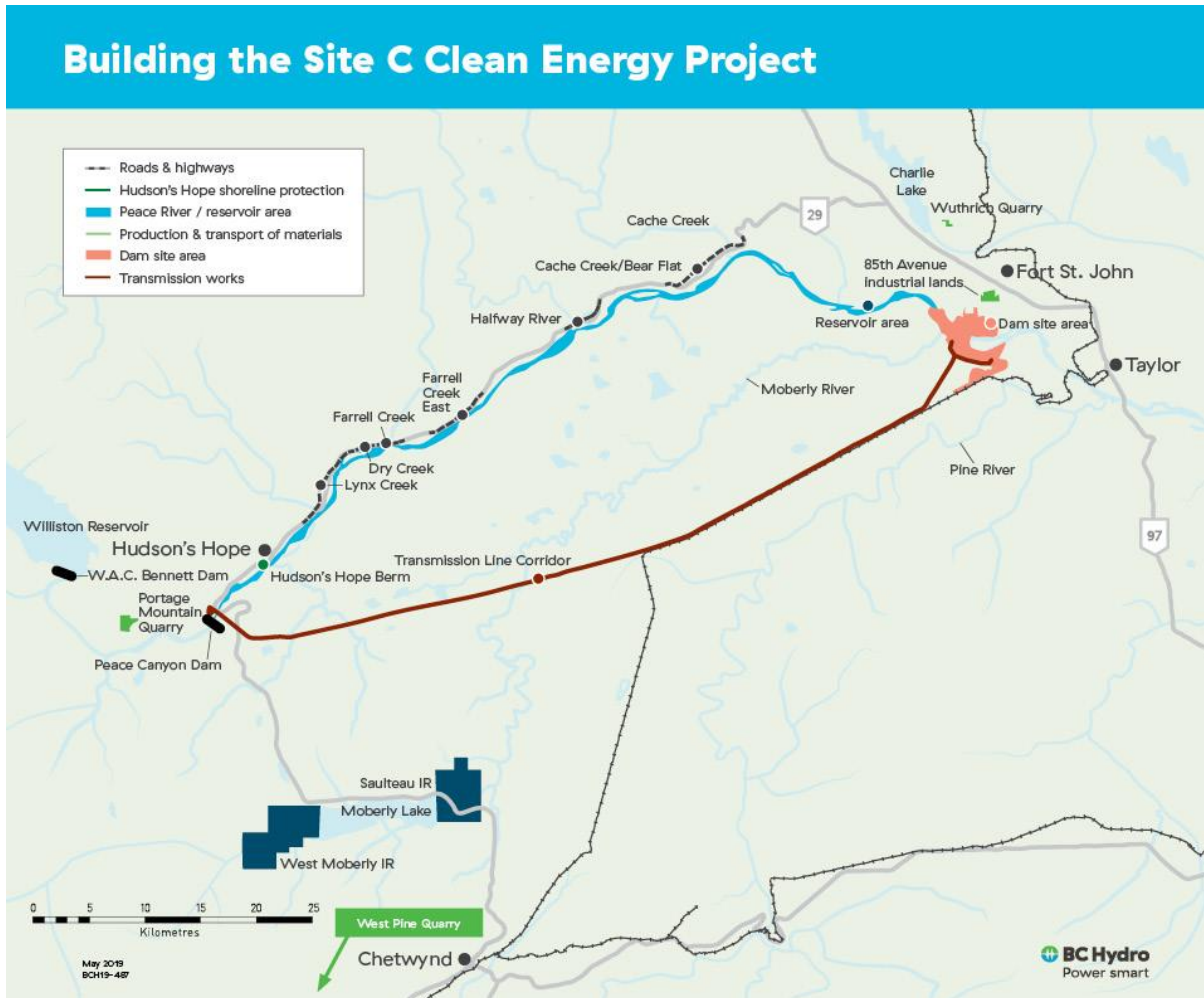 Building the Site C Clean Energy Project
Roads & highways
Hudson's Hope shoreline protection
Peace River / reservoir area
Production & transport of materials
Dam site area
Transmission works
Charlie
Lake
Wuthrich Quarry
Cache Creek
29
Cache Creek/Bear Flat
85th Avenue
industrial lands
Fort St. John
Halfway River
Reservoir area
Dam site area
Taylor
Moberly River
Farrell
Creek
East
Farrell Creek
Dry Creek
Lynx Creek
Pine River
Williston Reservoir
Hudson's Hope
97
W.A.C. Bennett Dam
Hudson's Hope Berm
Transmission Line Corridor
Portage
Mountain
Quarry
Peace Canyon Dam
Saulteau IR
Moberly Lake
West Moberly IR
0 5 10 15 20 25
Kilometres
West Pine Quarry
Chetwynd
May 2019
BCH19-487
BC Hydro
Power smart